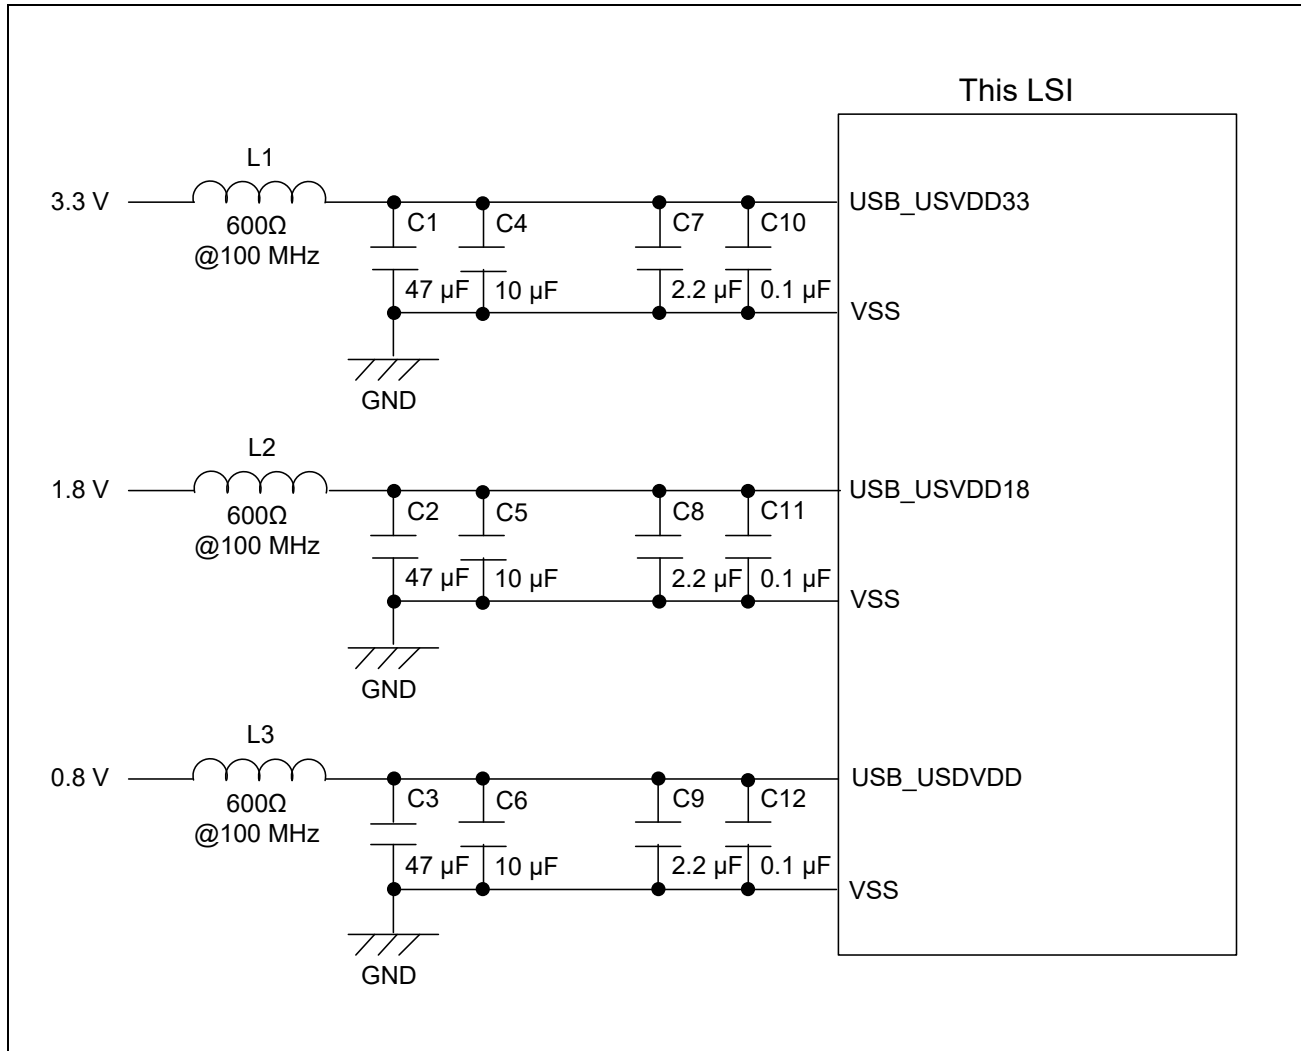 This LSI
L1
3.3 V
600Ω
@100 MHz
C1
C4
C7
C10
USB_USVDD33
47 µF
10 µF
2.2 µF
0.1 µF
VSS
GND
L2
1.8 V
600Ω
@100 MHz
C2
C5
C8
C11
USB_USVDD18
47 µF
10 µF
2.2 µF
0.1 µF
VSS
GND
L3
0.8 V
600Ω
@100 MHz
C3
C6
C9
C12
USB_USDVDD
47 µF
10 µF
2.2 µF
0.1 µF
VSS
GND